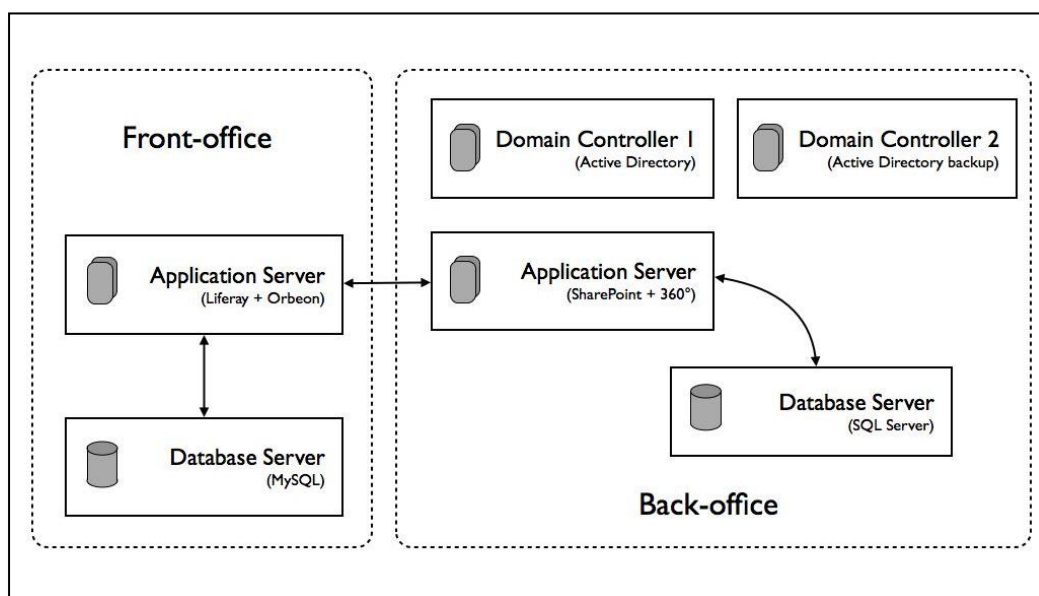 Front-office
Application Server
(Liferay + Orbeon)
Database Server
(MySQL)
Domain Controller 1
(Active Directory)
Domain Controller 2
(Active Directory backup)
Application Server
(SharePoint + 360°)
Database Server
(SQL Server)
Back-office